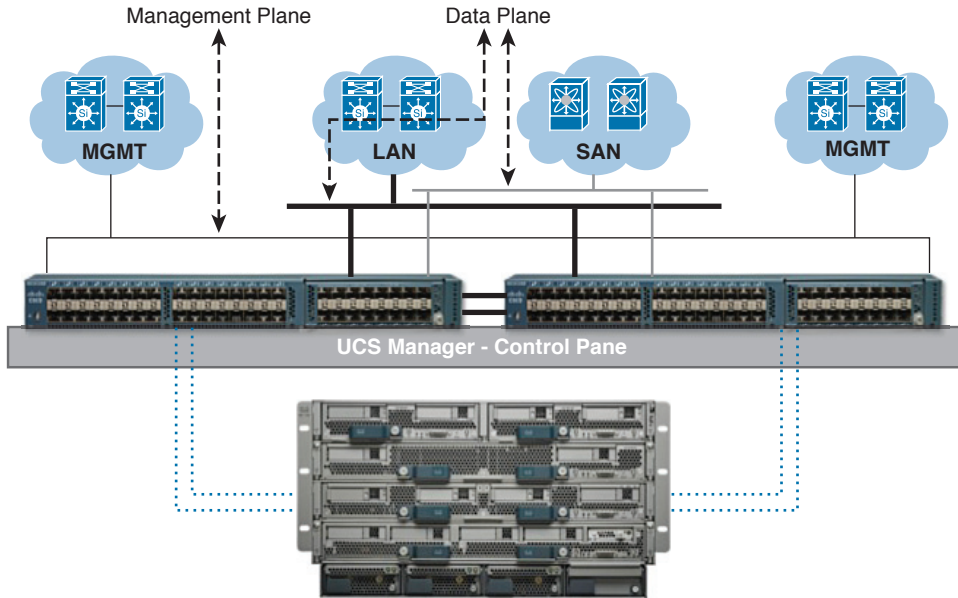 Management Plane
Data Plane
MGMT
LAN
SAN
MGMT
UCS Manager - Control Pane